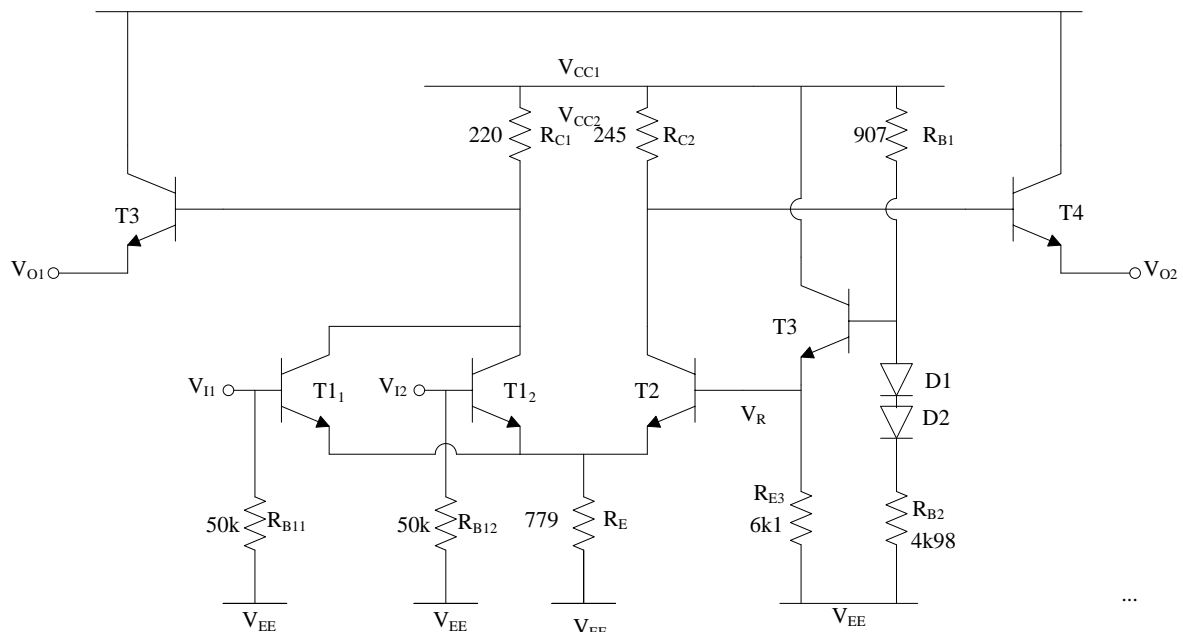 V_CC1
V_CC2
220 R_C1 245 R_C2 907 R_B1
T3 T4
V_O1 V_O2
T3
V_I1 T1_1 V_I2 T1_2 T2 D1
V_R D2
50k R_B11 50k R_B12 779 R_E R_E3 6k1 R_B2 4k98
V_EE V_EE V_EE V_EE
...